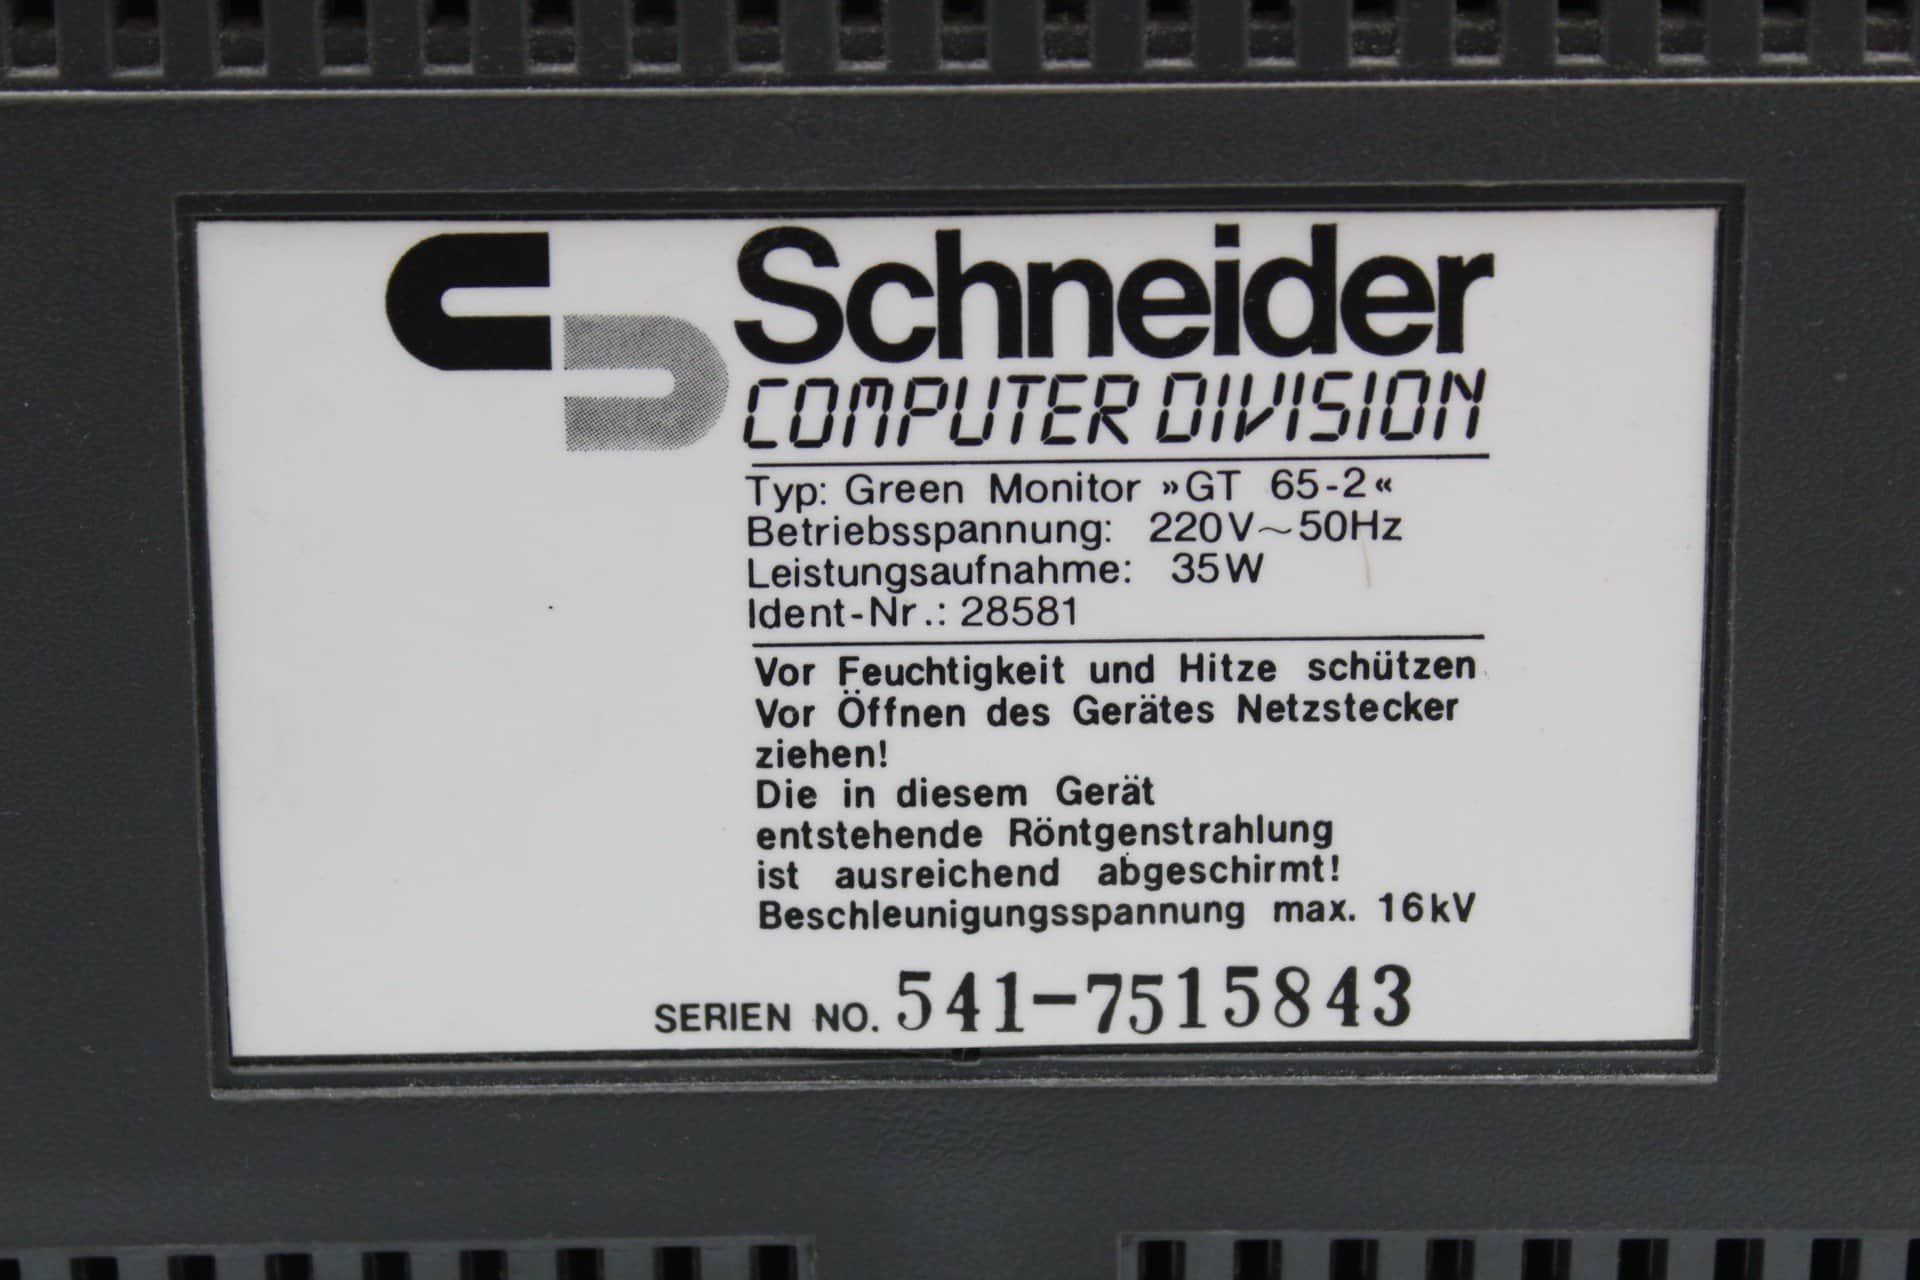 Schneider
COMPUTER DIVISION
Typ: Green Monitor »GT 65-2«
Betriebsspannung: 220V~50Hz
Leistungsaufnahme: 35W
Ident-Nr.: 28581
Vor Feuchtigkeit und Hitze schützen
Vor Öffnen des Gerätes Netzstecker
ziehen!
Die in diesem Gerät
entstehende Röntgenstrahlung
ist ausreichend abgeschirmt!
Beschleunigungsspannung max. 16kV
SERIEN NO. 541-7515843